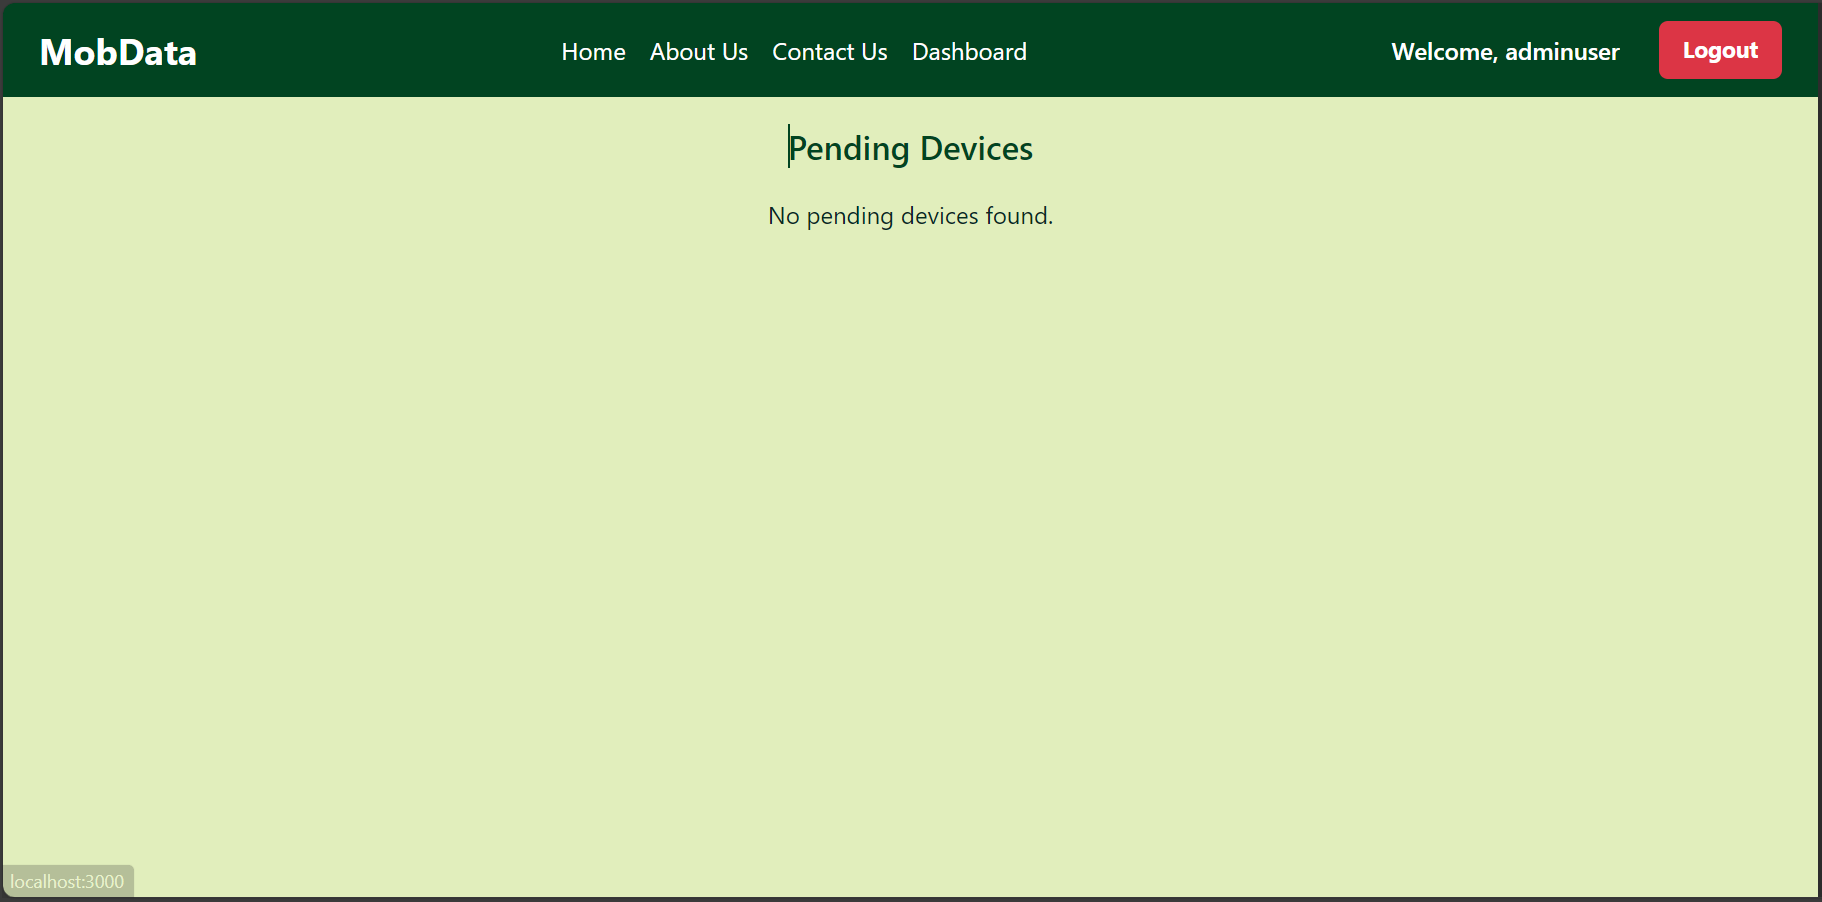 MobData Home About Us Contact Us Dashboard Welcome, adminuser Logout
Pending Devices
No pending devices found.
localhost:3000